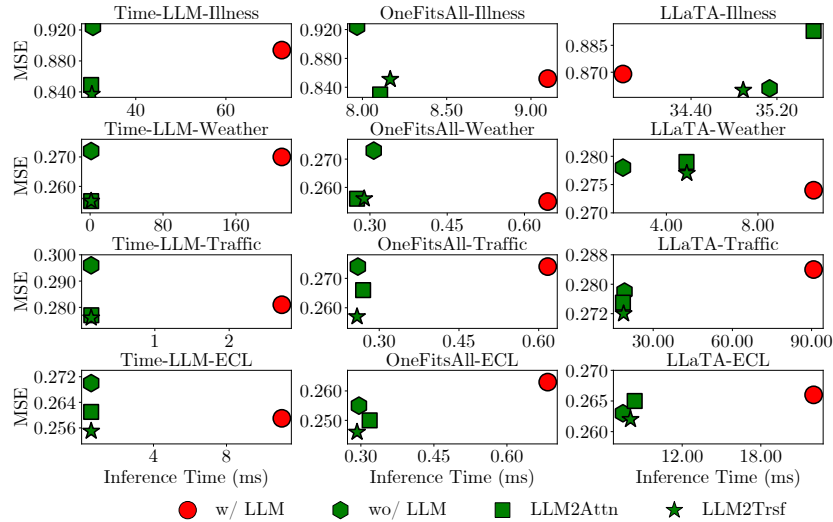 Time-LLM-Illness OneFitsAll-Illness LLaTA-Illness
MSE
0.920
0.880
0.840
40 60
0.920
0.880
0.840
8.00 8.50 9.00
0.885
0.870
34.40 35.20
Time-LLM-Weather OneFitsAll-Weather LLaTA-Weather
MSE
0.270
0.260
0 80 160
0.270
0.260
0.30 0.45 0.60
0.280
0.275
0.270
4.00 8.00
Time-LLM-Traffic OneFitsAll-Traffic LLaTA-Traffic
MSE
0.300
0.290
0.280
1 2
0.270
0.260
0.30 0.45 0.60
0.288
0.280
0.272
30.00 60.00 90.00
Time-LLM-ECL OneFitsAll-ECL LLaTA-ECL
MSE
0.272
0.264
0.256
4 8
0.260
0.250
0.30 0.45 0.60
0.270
0.265
0.260
12.00 18.00
Inference Time (ms) Inference Time (ms) Inference Time (ms)
w/ LLM wo/ LLM LLM2Attn LLM2Trsf